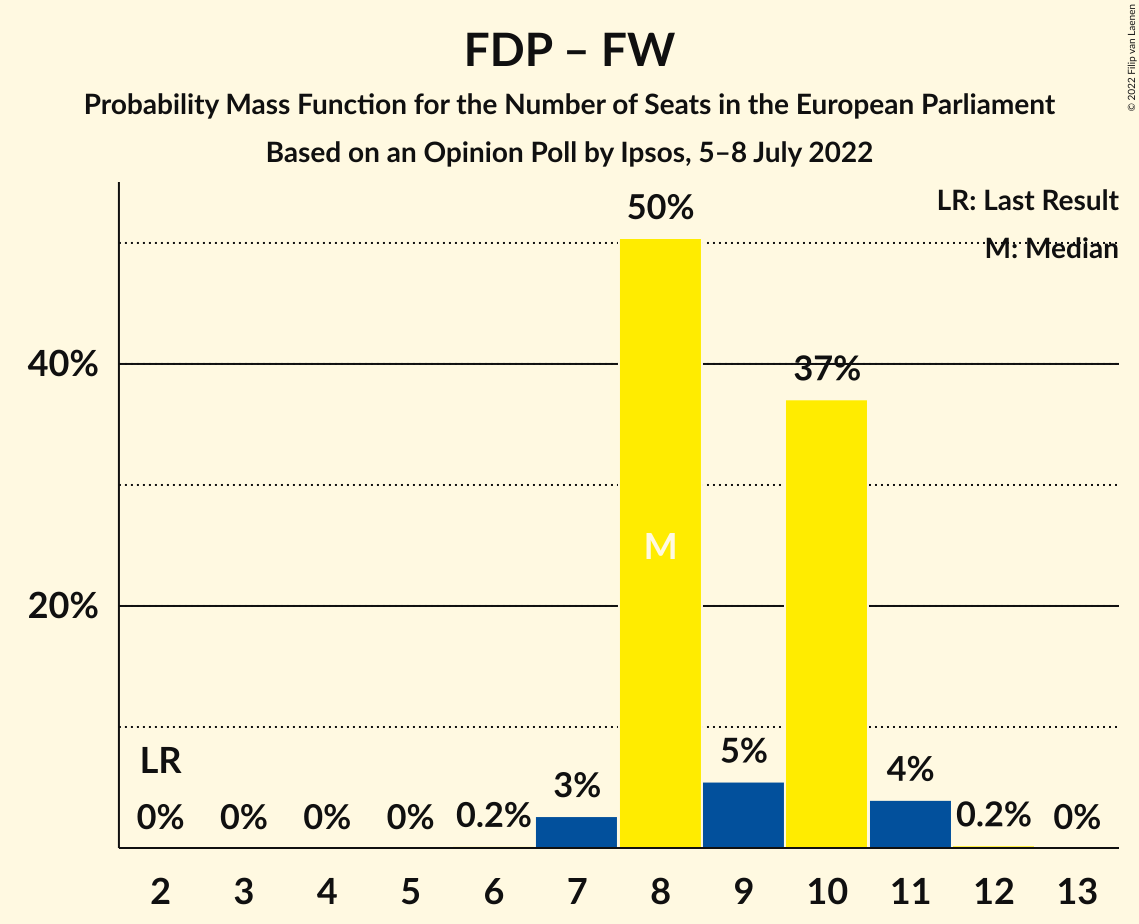 FDP – FW
Probability Mass Function for the Number of Seats in the European Parliament
Based on an Opinion Poll by Ipsos, 5–8 July 2022
© 2022 Filip van Laenen
LR: Last Result
M: Median
50%
40%
37%
M
20%
LR
0% 0% 0% 0% 0.2% 3% 5% 4% 0.2% 0%
2 3 4 5 6 7 8 9 10 11 12 13